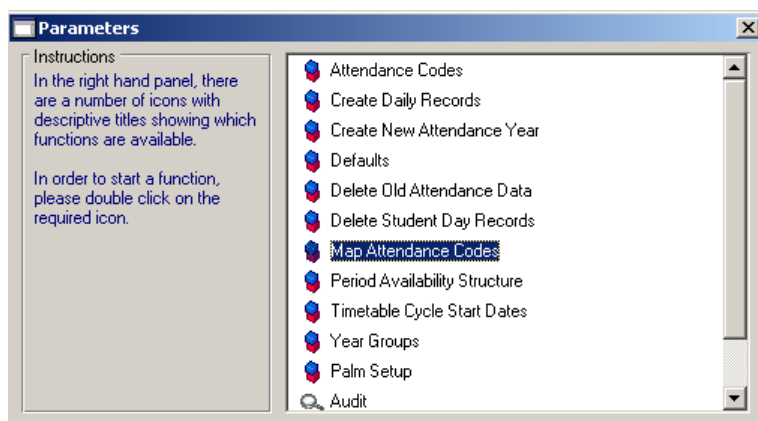 Parameters
Instructions
In the right hand panel, there
are a number of icons with
descriptive titles showing which
functions are available.
In order to start a function,
please double click on the
required icon.
Attendance Codes
Create Daily Records
Create New Attendance Year
Defaults
Delete Old Attendance Data
Delete Student Day Records
Map Attendance Codes
Period Availability Structure
Timetable Cycle Start Dates
Year Groups
Palm Setup
Audit